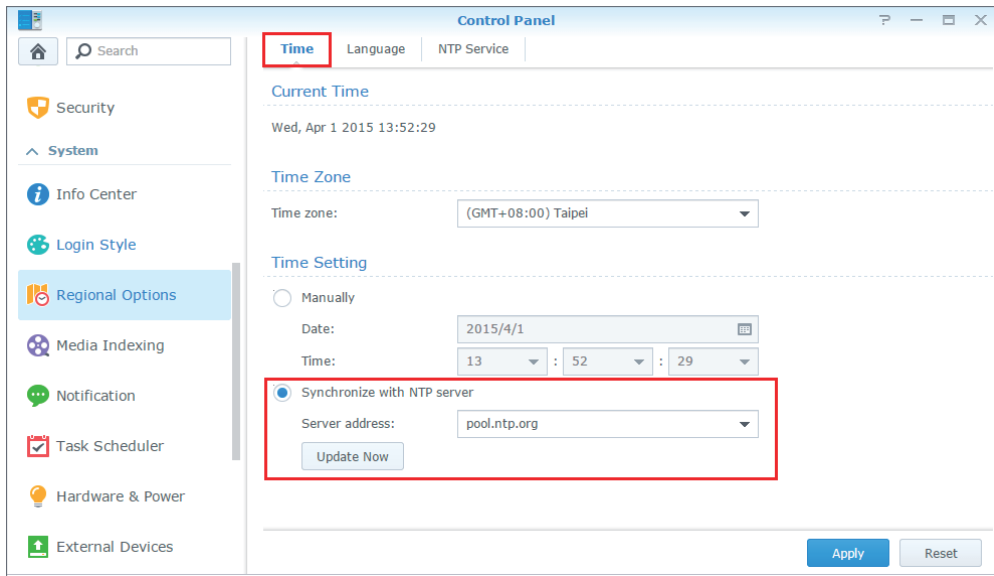 Control Panel
Search
Security
System
Info Center
Login Style
Regional Options
Media Indexing
Notification
Task Scheduler
Hardware & Power
External Devices
Time Language NTP Service
Current Time
Wed, Apr 1 2015 13:52:29
Time Zone
Time zone: (GMT+08:00) Taipei
Time Setting
Manually
Date: 2015/4/1
Time: 13 : 52 : 29
Synchronize with NTP server
Server address: pool.ntp.org
Update Now
Apply Reset